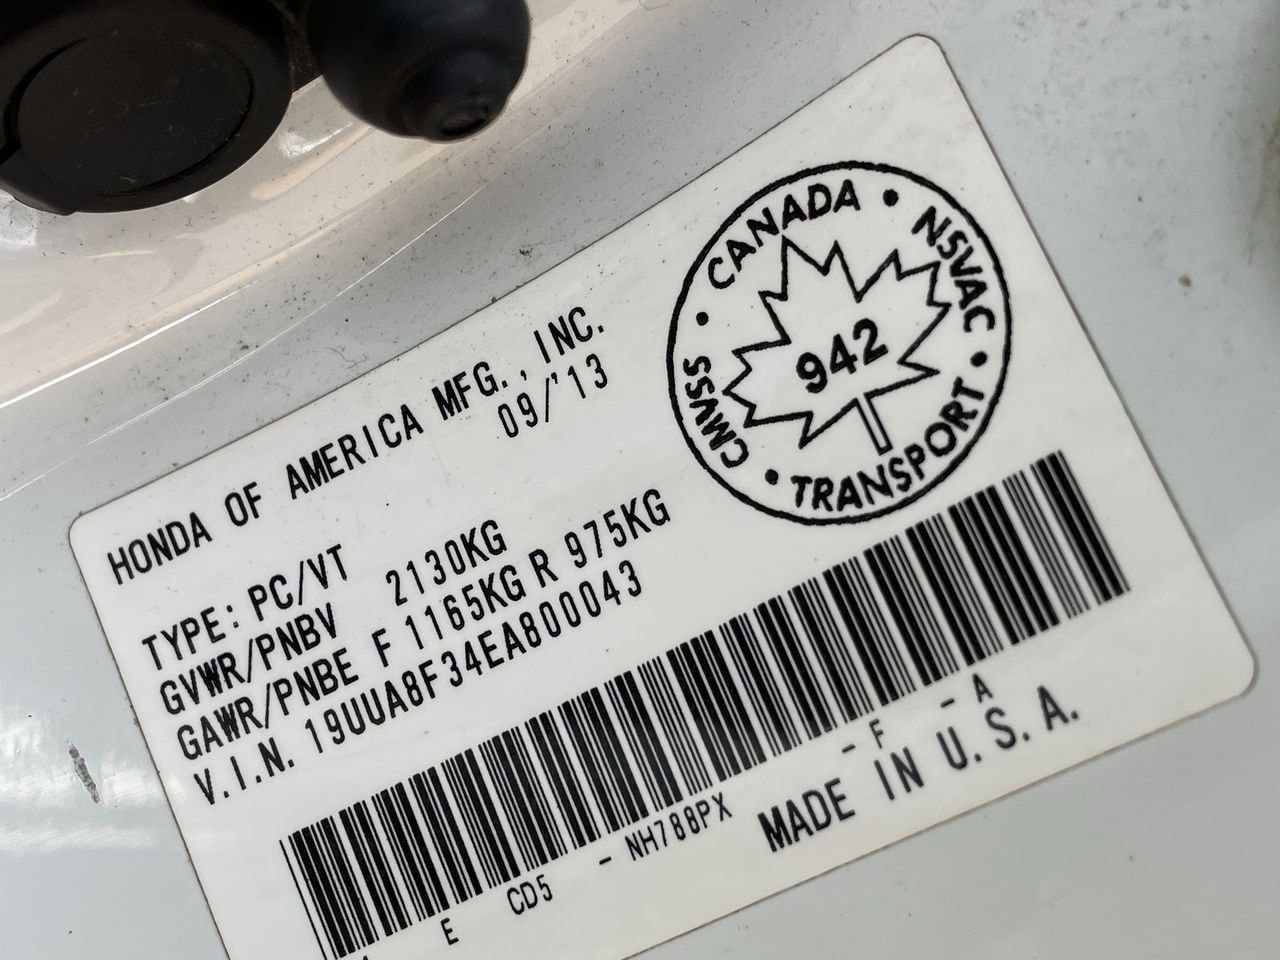 HONDA OF AMERICA MFG., INC.
09/'13
TYPE: PC/VT
GVWR/PNBV 2130KG
GAWR/PNBE F 1165KG R 975KG
V.I.N. 19UUA8F34EA800043
CANADA • NSVAC • TRANSPORT • CMVSS •
942
E CD5 - NH788PX - F - A
MADE IN U.S.A.